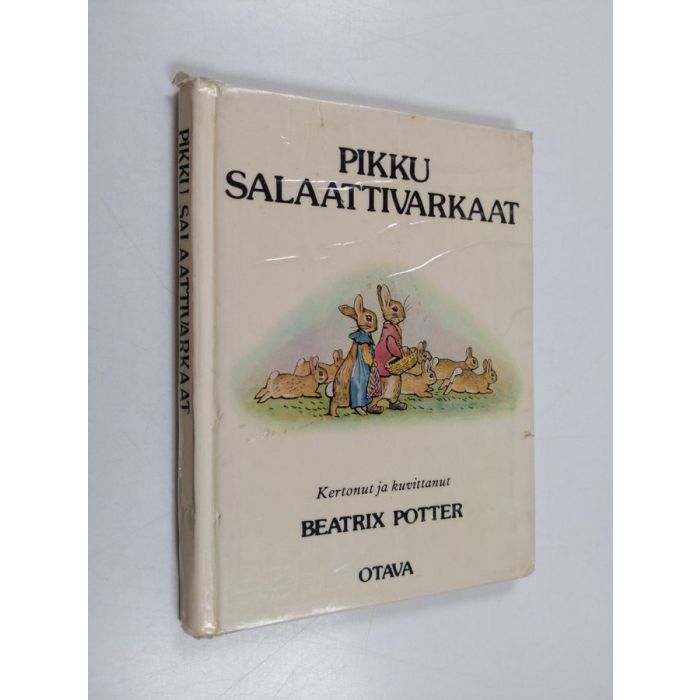 PIKKU SALAATTIVARKAAT
PIKKU
SALAATTIVARKAAT
Kertonut ja kuvittanut
BEATRIX POTTER
OTAVA